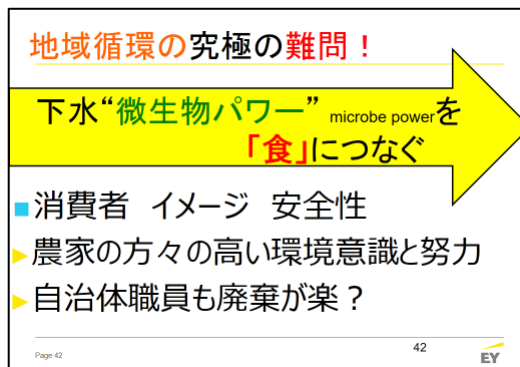 地域循環の究極の難問！
下水“微生物パワー” microbe powerを
「食」につなぐ
■消費者　イメージ　安全性
▶農家の方々の高い環境意識と努力
▶自治体職員も廃棄が楽？
Page 42
42
EY